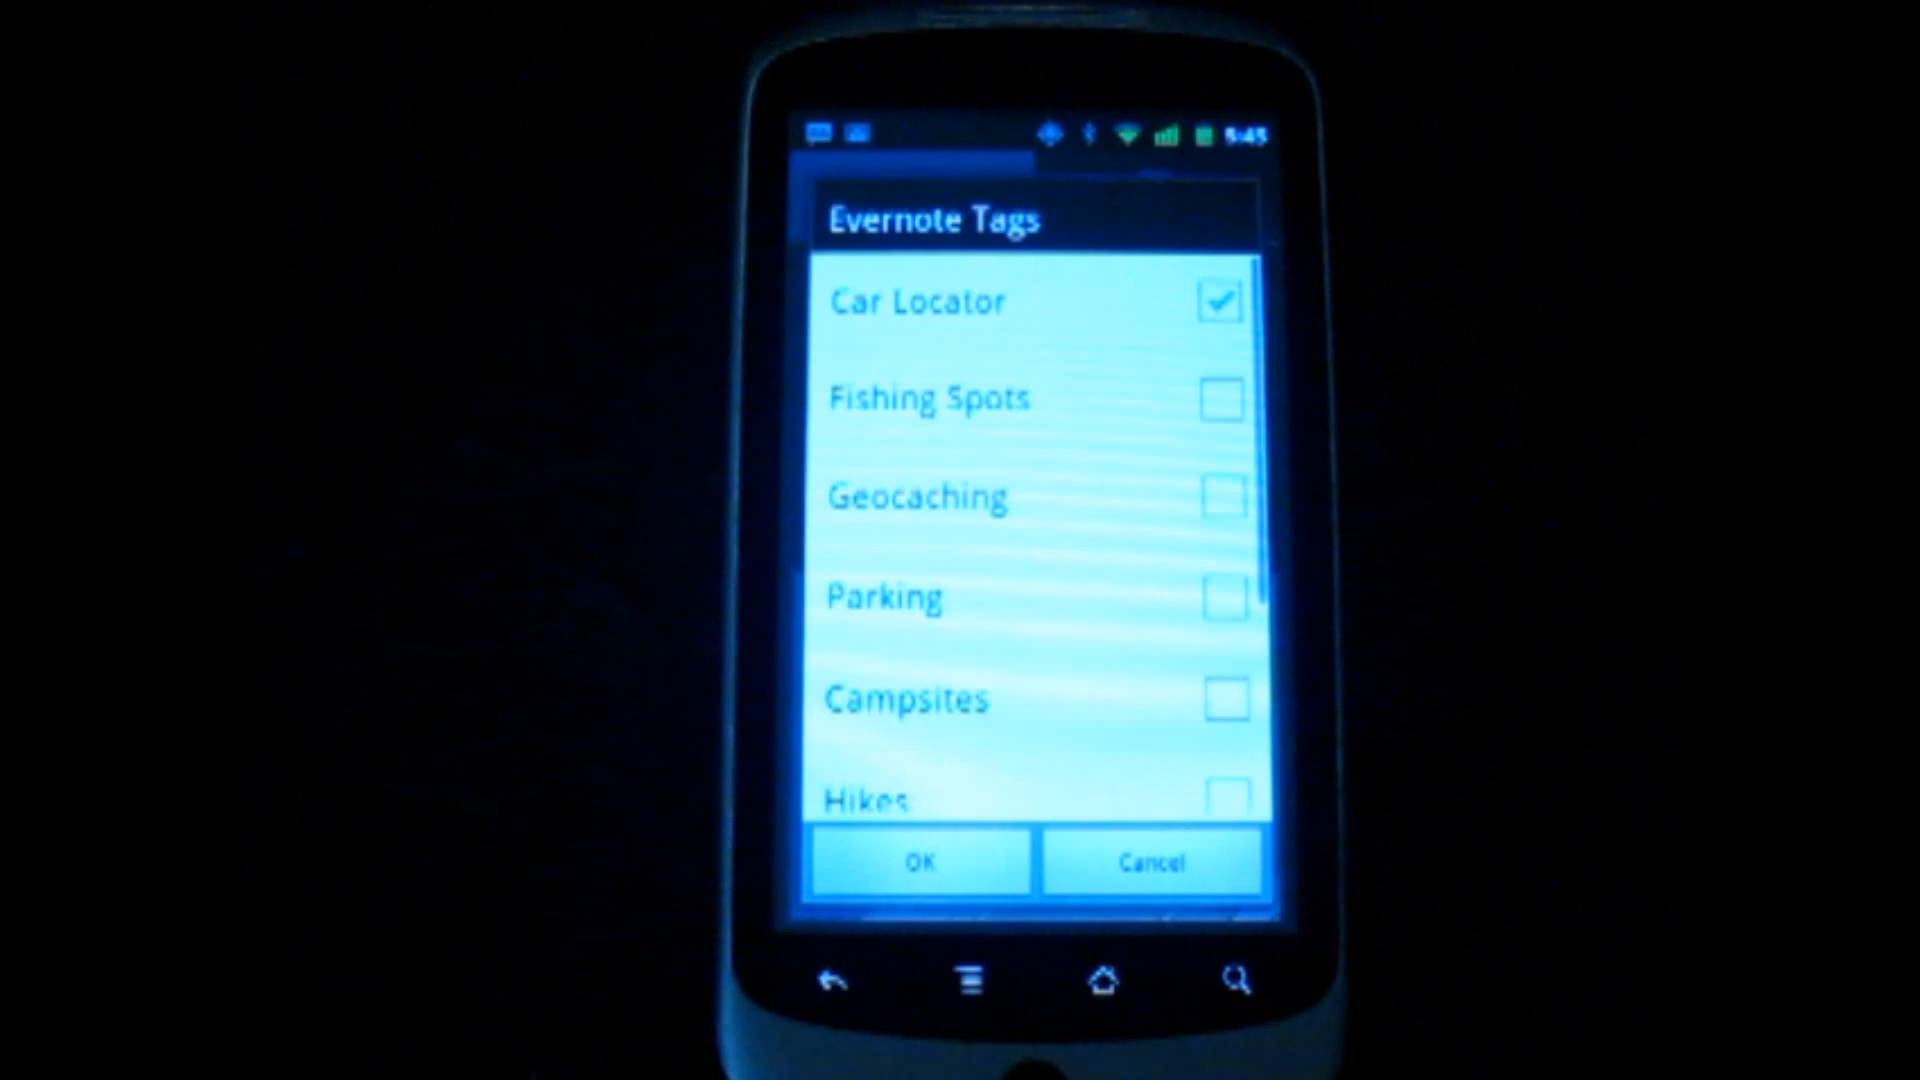 5:45
Evernote Tags
Car Locator
Fishing Spots
Geocaching
Parking
Campsites
Hikes
OK
Cancel